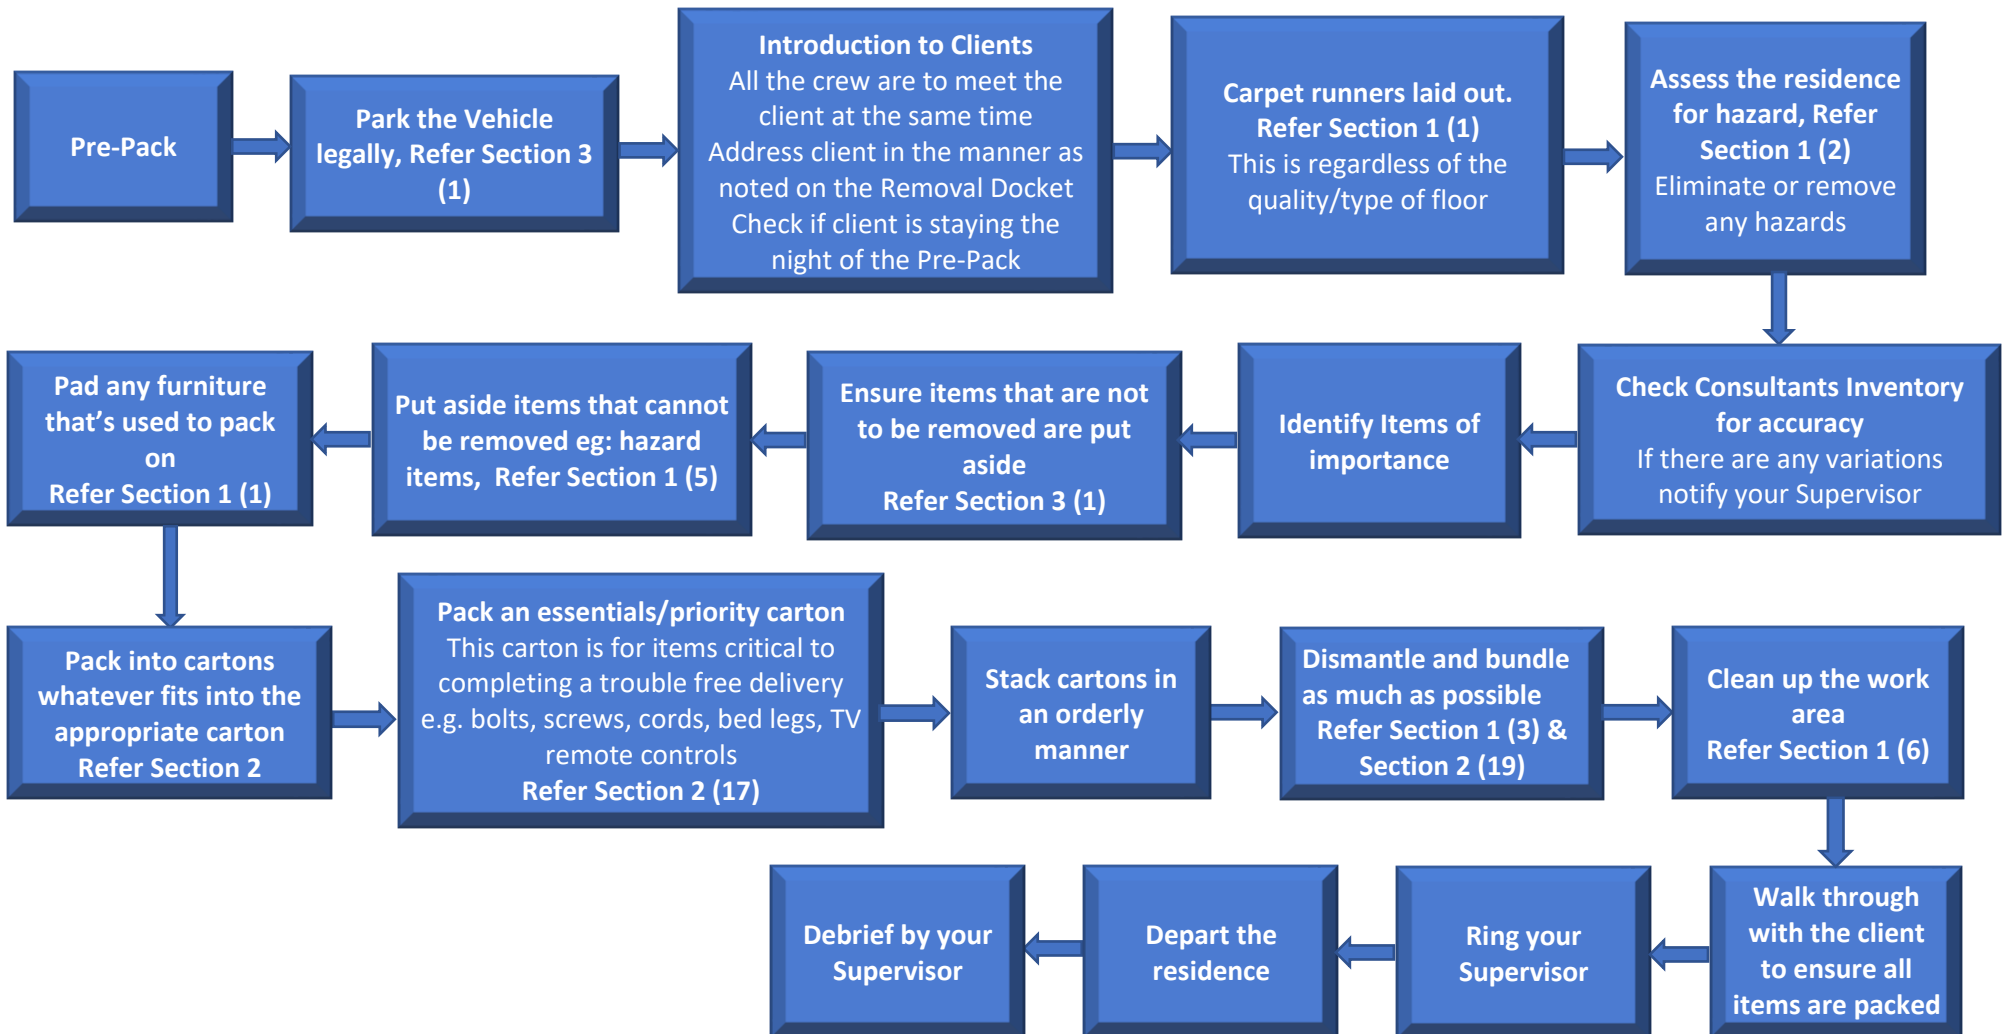 Pre-Pack
Park the Vehicle
legally, Refer Section 3
(1)
Introduction to Clients
All the crew are to meet the
client at the same time
Address client in the manner as
noted on the Removal Docket
Check if client is staying the
night of the Pre-Pack
Carpet runners laid out.
Refer Section 1 (1)
This is regardless of the
quality/type of floor
Assess the residence
for hazard, Refer
Section 1 (2)
Eliminate or remove
any hazards
Check Consultants Inventory
for accuracy
If there are any variations
notify your Supervisor
Identify Items of
importance
Ensure items that are not
to be removed are put
aside
Refer Section 3 (1)
Put aside items that cannot
be removed eg: hazard
items, Refer Section 1 (5)
Pad any furniture
that’s used to pack
on
Refer Section 1 (1)
Pack into cartons
whatever fits into the
appropriate carton
Refer Section 2
Pack an essentials/priority carton
This carton is for items critical to
completing a trouble free delivery
e.g. bolts, screws, cords, bed legs, TV
remote controls
Refer Section 2 (17)
Stack cartons in
an orderly
manner
Dismantle and bundle
as much as possible
Refer Section 1 (3) &
Section 2 (19)
Clean up the work
area
Refer Section 1 (6)
Walk through
with the client
to ensure all
items are packed
Ring your
Supervisor
Depart the
residence
Debrief by your
Supervisor